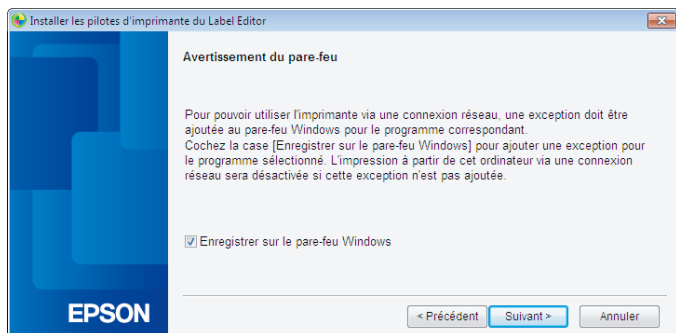 Installer les pilotes d'imprimante du Label Editor
Avertissement du pare-feu
Pour pouvoir utiliser l'imprimante via une connexion réseau, une exception doit être
ajoutée au pare-feu Windows pour le programme correspondant.
Cochez la case [Enregistrer sur le pare-feu Windows] pour ajouter une exception pour
le programme sélectionné. L'impression à partir de cet ordinateur via une connexion
réseau sera désactivée si cette exception n'est pas ajoutée.
Enregistrer sur le pare-feu Windows
EPSON
< Précédent Suivant > Annuler